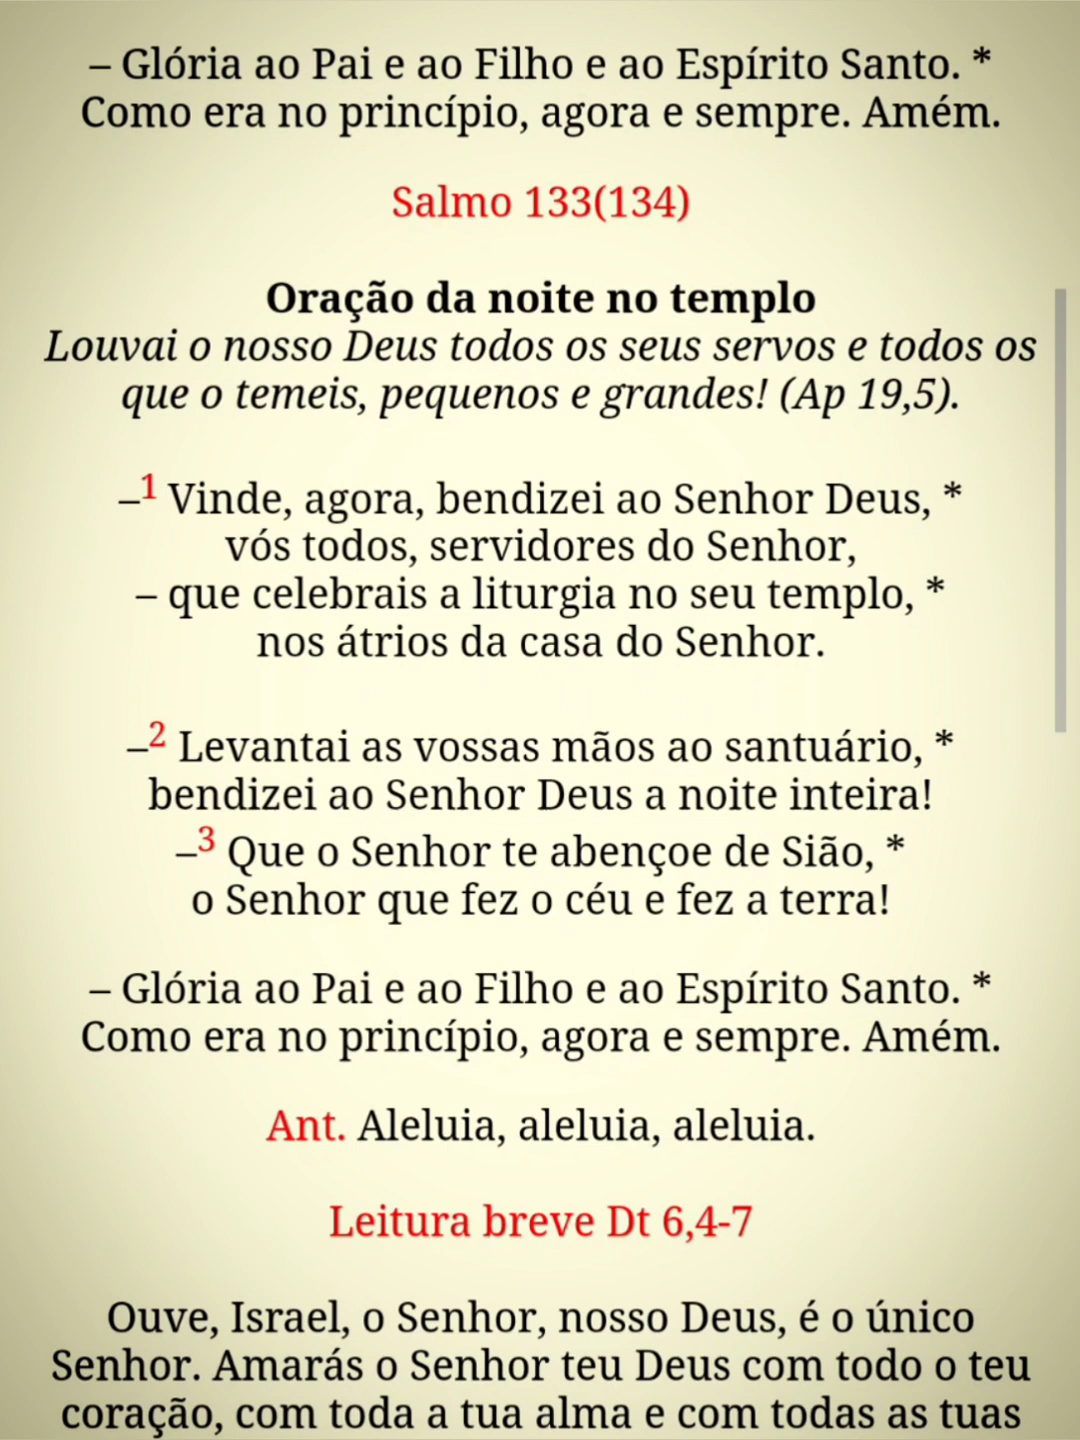 – Glória ao Pai e ao Filho e ao Espírito Santo. *
Como era no princípio, agora e sempre. Amém.
Salmo 133(134)
Oração da noite no templo
Louvai o nosso Deus todos os seus servos e todos os
que o temeis, pequenos e grandes! (Ap 19,5).
–1 Vinde, agora, bendizei ao Senhor Deus, *
vós todos, servidores do Senhor,
– que celebrais a liturgia no seu templo, *
nos átrios da casa do Senhor.
–2 Levantai as vossas mãos ao santuário, *
bendizei ao Senhor Deus a noite inteira!
–3 Que o Senhor te abençoe de Sião, *
o Senhor que fez o céu e fez a terra!
– Glória ao Pai e ao Filho e ao Espírito Santo. *
Como era no princípio, agora e sempre. Amém.
Ant. Aleluia, aleluia, aleluia.
Leitura breve Dt 6,4-7
Ouve, Israel, o Senhor, nosso Deus, é o único
Senhor. Amarás o Senhor teu Deus com todo o teu
coração, com toda a tua alma e com todas as tuas